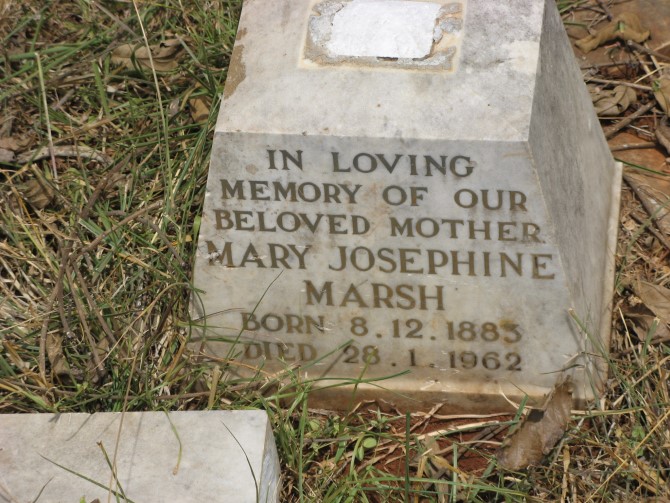 IN LOVING
MEMORY OF OUR
BELOVED MOTHER
MARY JOSEPHINE
MARSH
BORN 8.12.1883
DIED 28.1.1962